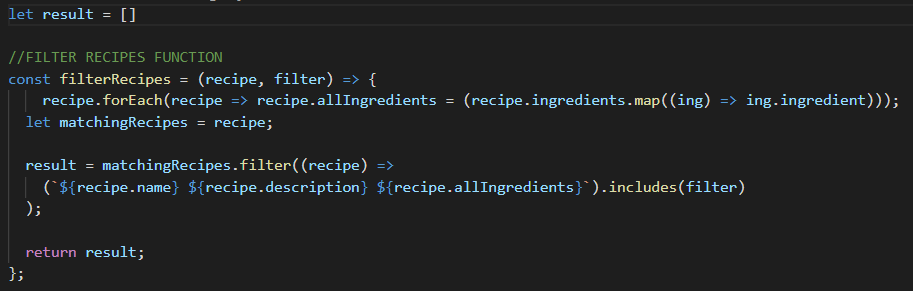 let result = []
//FILTER RECIPES FUNCTION
const filterRecipes = (recipe, filter) => {
recipe.forEach(recipe => recipe.allIngredients = (recipe.ingredients.map((ing) => ing.ingredient)));
let matchingRecipes = recipe;
result = matchingRecipes.filter((recipe) =>
(`${recipe.name} ${recipe.description} ${recipe.allIngredients}`).includes(filter)
);
return result;
};